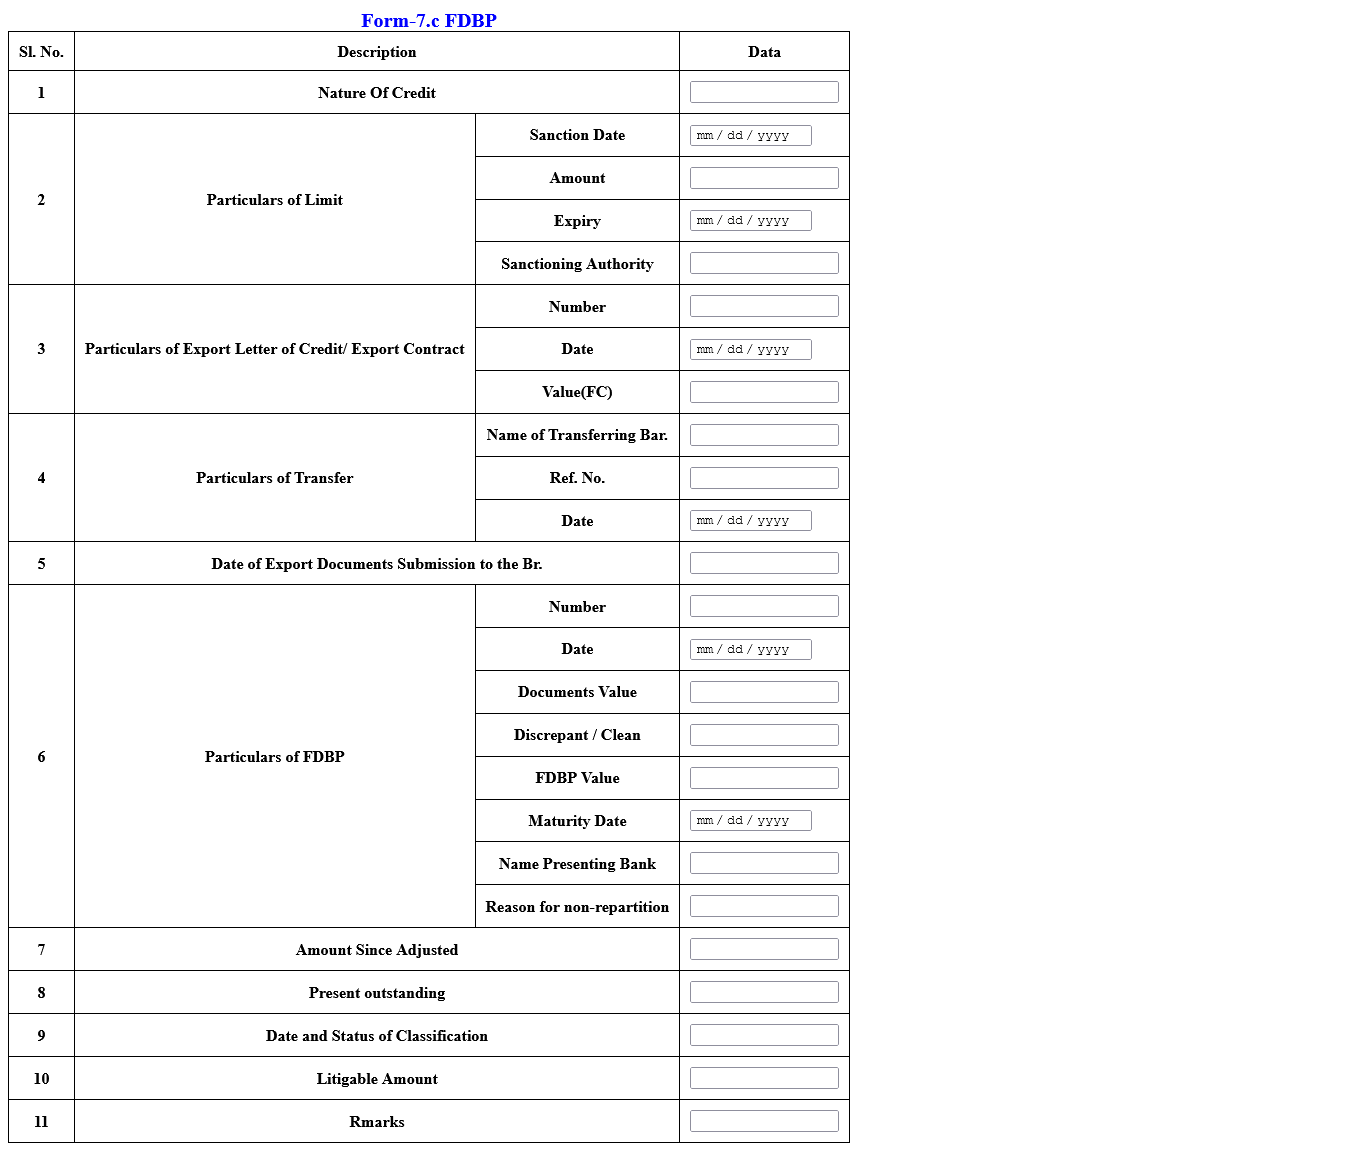 Form-7.c FDBP
Sl. No. Description Data
1 Nature Of Credit
2 Particulars of Limit Sanction Date mm / dd / yyyy
Amount
Expiry mm / dd / yyyy
Sanctioning Authority
3 Particulars of Export Letter of Credit/ Export Contract Number
Date mm / dd / yyyy
Value(FC)
4 Particulars of Transfer Name of Transferring Bar.
Ref. No.
Date mm / dd / yyyy
5 Date of Export Documents Submission to the Br.
6 Particulars of FDBP Number
Date mm / dd / yyyy
Documents Value
Discrepant / Clean
FDBP Value
Maturity Date mm / dd / yyyy
Name Presenting Bank
Reason for non-repartition
7 Amount Since Adjusted
8 Present outstanding
9 Date and Status of Classification
10 Litigable Amount
11 Rmarks